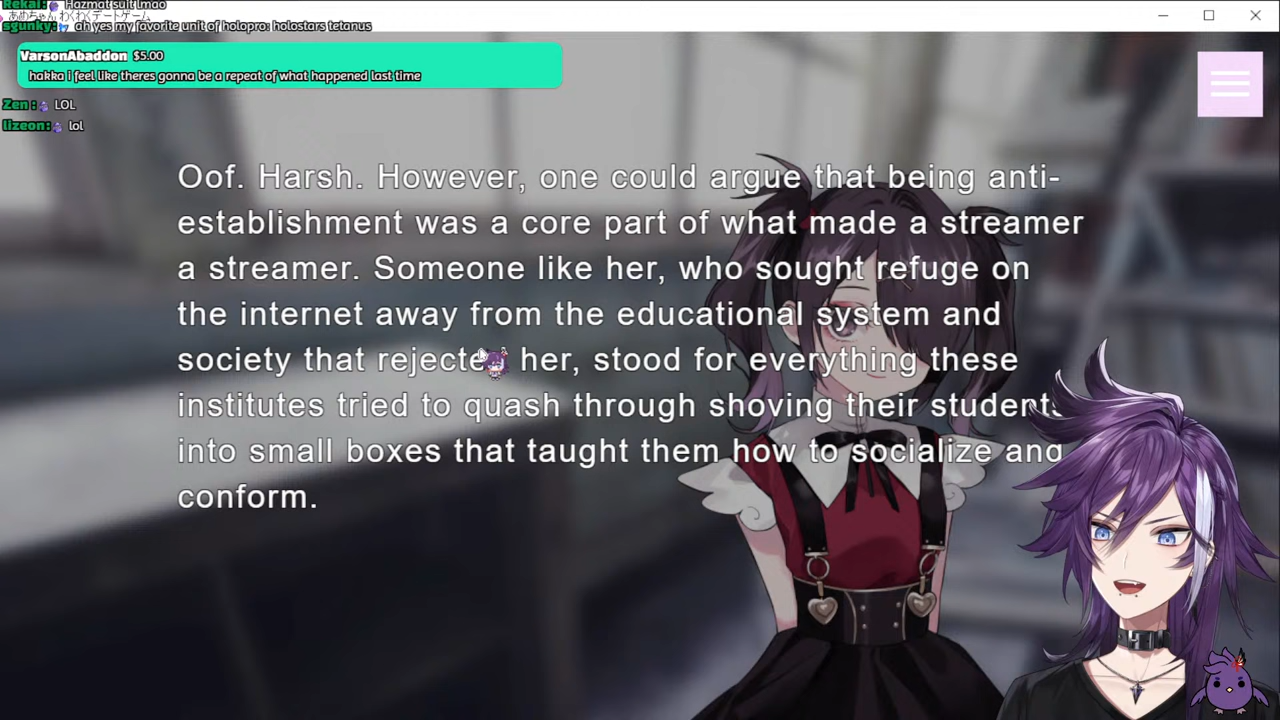 Rekai: Hazmat suit lmao
あめちゃん わくわくデートゲーム
sgunky: ah yes my favorite unit of holopro: holostars tetanus
VarsonAbaddon $5.00
hakka i feel like theres gonna be a repeat of what happened last time
Zen: LOL
lizeon: lol
Oof. Harsh. However, one could argue that being anti-
establishment was a core part of what made a streamer
a streamer. Someone like her, who sought refuge on
the internet away from the educational system and
society that rejected her, stood for everything these
institutes tried to quash through shoving their students
into small boxes that taught them how to socialize and
conform.